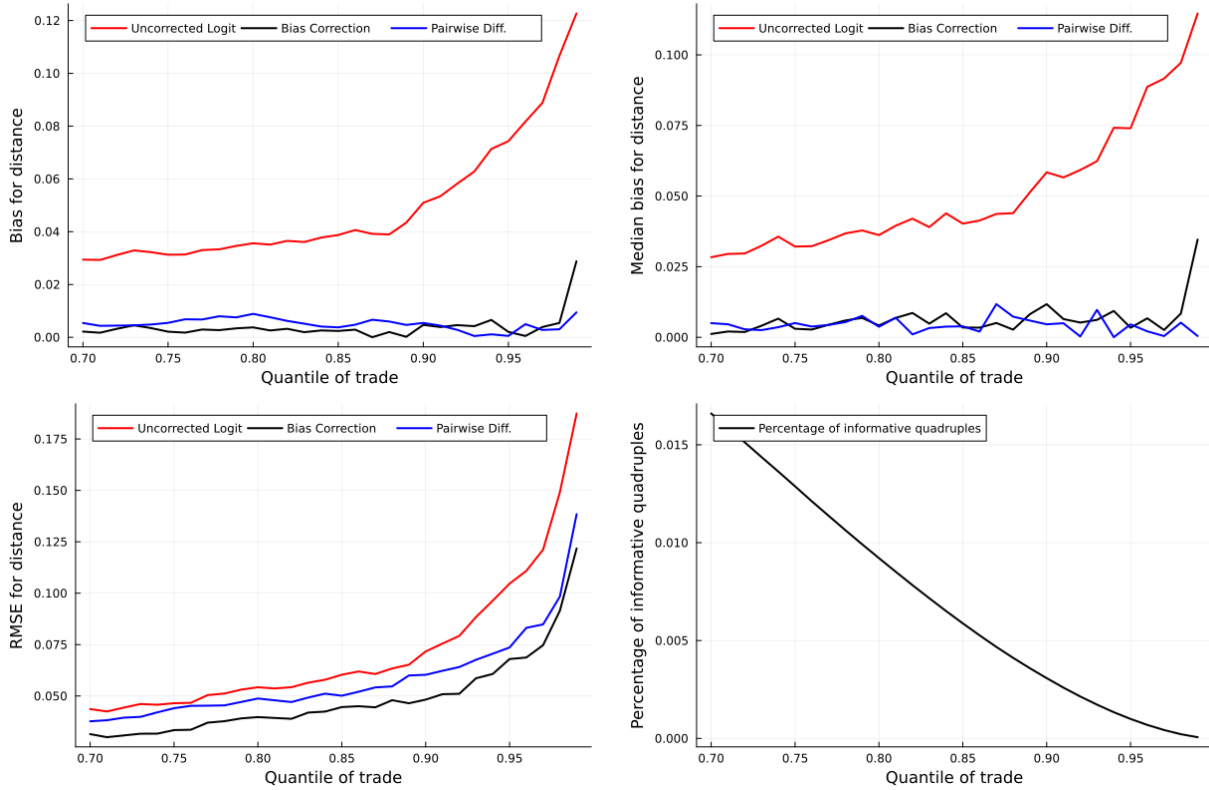 Bias for distance
0.12
0.10
0.08
0.06
0.04
0.02
0.00
Uncorrected Logit Bias Correction Pairwise Diff.
0.70 0.75 0.80 0.85 0.90 0.95
Quantile of trade
Median bias for distance
0.100
0.075
0.050
0.025
0.000
Uncorrected Logit Bias Correction Pairwise Diff.
0.70 0.75 0.80 0.85 0.90 0.95
Quantile of trade
RMSE for distance
0.175
0.150
0.125
0.100
0.075
0.050
Uncorrected Logit Bias Correction Pairwise Diff.
0.70 0.75 0.80 0.85 0.90 0.95
Quantile of trade
Percentage of informative quadruples
0.015
0.010
0.005
0.000
Percentage of informative quadruples
0.70 0.75 0.80 0.85 0.90 0.95
Quantile of trade